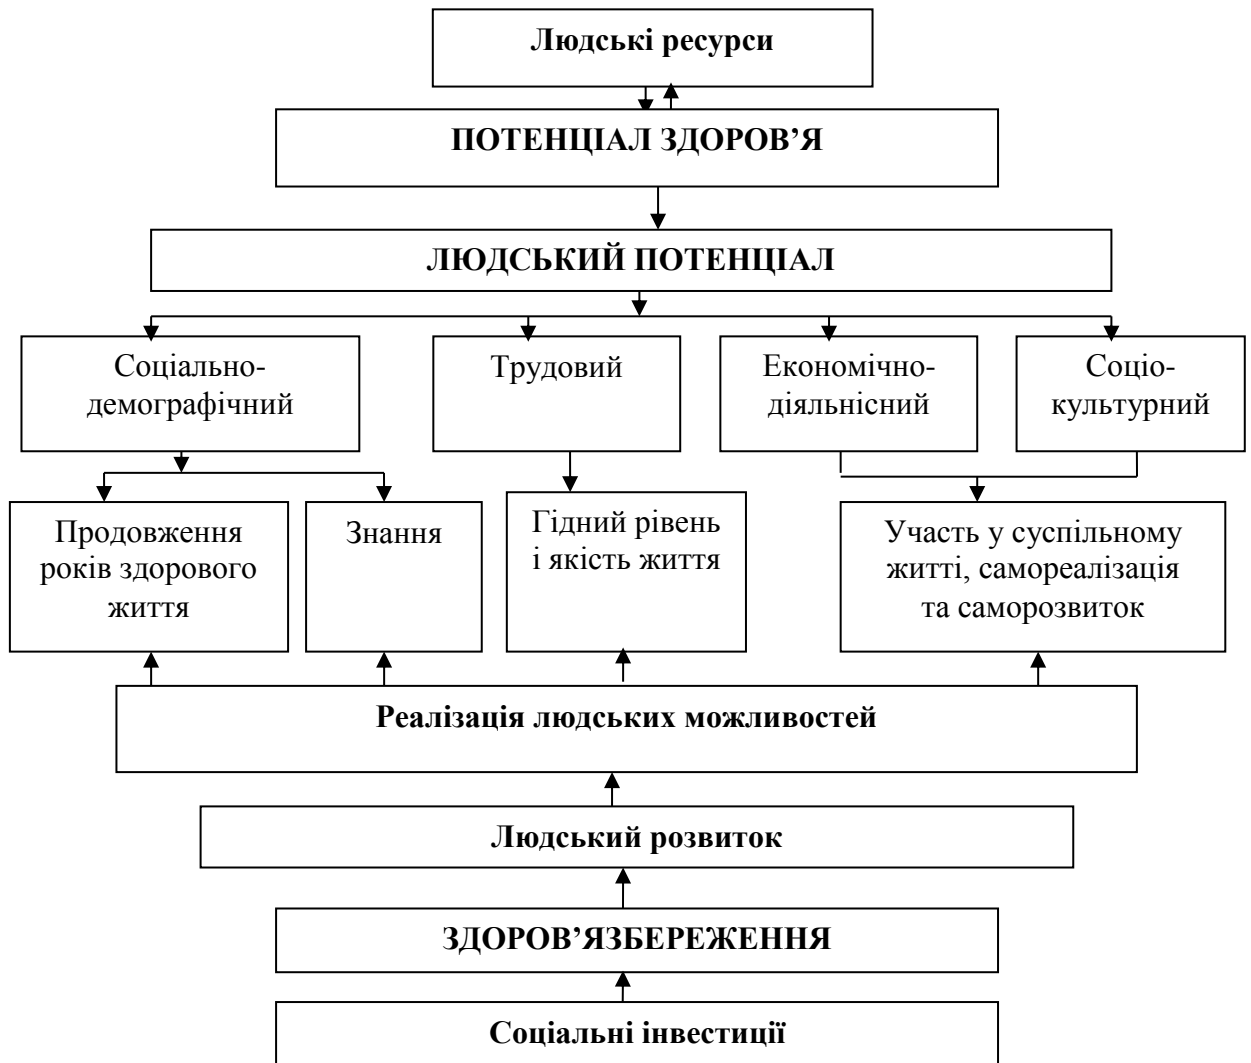 Людські ресурси
ПОТЕНЦІАЛ ЗДОРОВ’Я
ЛЮДСЬКИЙ ПОТЕНЦІАЛ
Соціально-
демографічний
Трудовий
Економічно-
діяльнісний
Соціо-
культурний
Продовження
років здорового
життя
Знання
Гідний рівень
і якість життя
Участь у суспільному
житті, самореалізація
та саморозвиток
Реалізація людських можливостей
Людський розвиток
ЗДОРОВ’ЯЗБЕРЕЖЕННЯ
Соціальні інвестиції